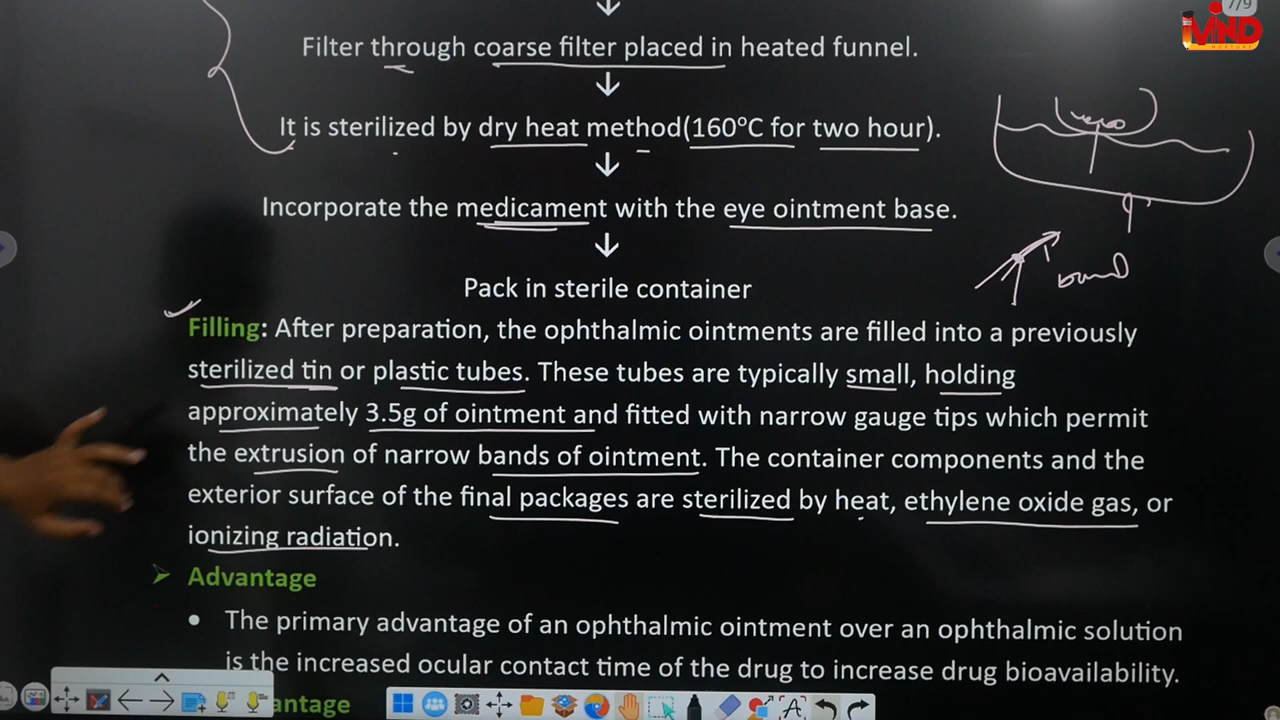 7/9
MIND
Filter through coarse filter placed in heated funnel.
↓
It is sterilized by dry heat method(160°C for two hour).
↓
Incorporate the medicament with the eye ointment base.
↓
Pack in sterile container
Filling: After preparation, the ophthalmic ointments are filled into a previously
sterilized tin or plastic tubes. These tubes are typically small, holding
approximately 3.5g of ointment and fitted with narrow gauge tips which permit
the extrusion of narrow bands of ointment. The container components and the
exterior surface of the final packages are sterilized by heat, ethylene oxide gas, or
ionizing radiation.
➤ Advantage
• The primary advantage of an ophthalmic ointment over an ophthalmic solution
is the increased ocular contact time of the drug to increase drug bioavailability.
antage